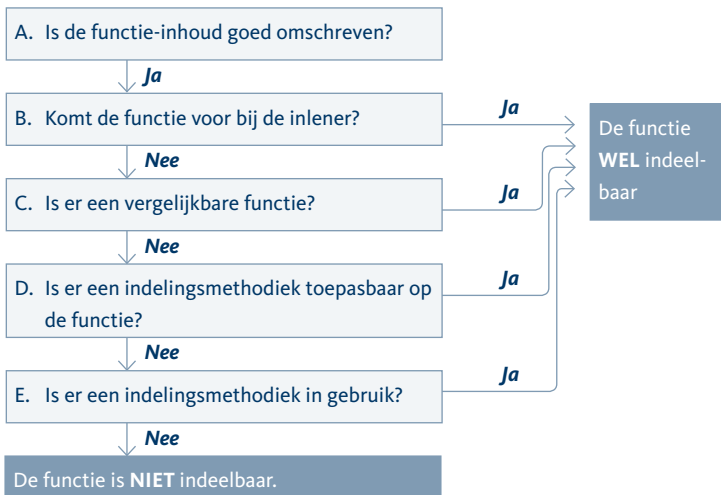 A. Is de functie-inhoud goed omschreven?
Ja
B. Komt de functie voor bij de inlener?
Ja
De functie
WEL indeel-
baar
Nee
C. Is er een vergelijkbare functie?
Ja
Nee
D. Is er een indelingsmethodiek toepasbaar op
de functie?
Ja
Nee
E. Is er een indelingsmethodiek in gebruik?
Ja
Nee
De functie is NIET indeelbaar.